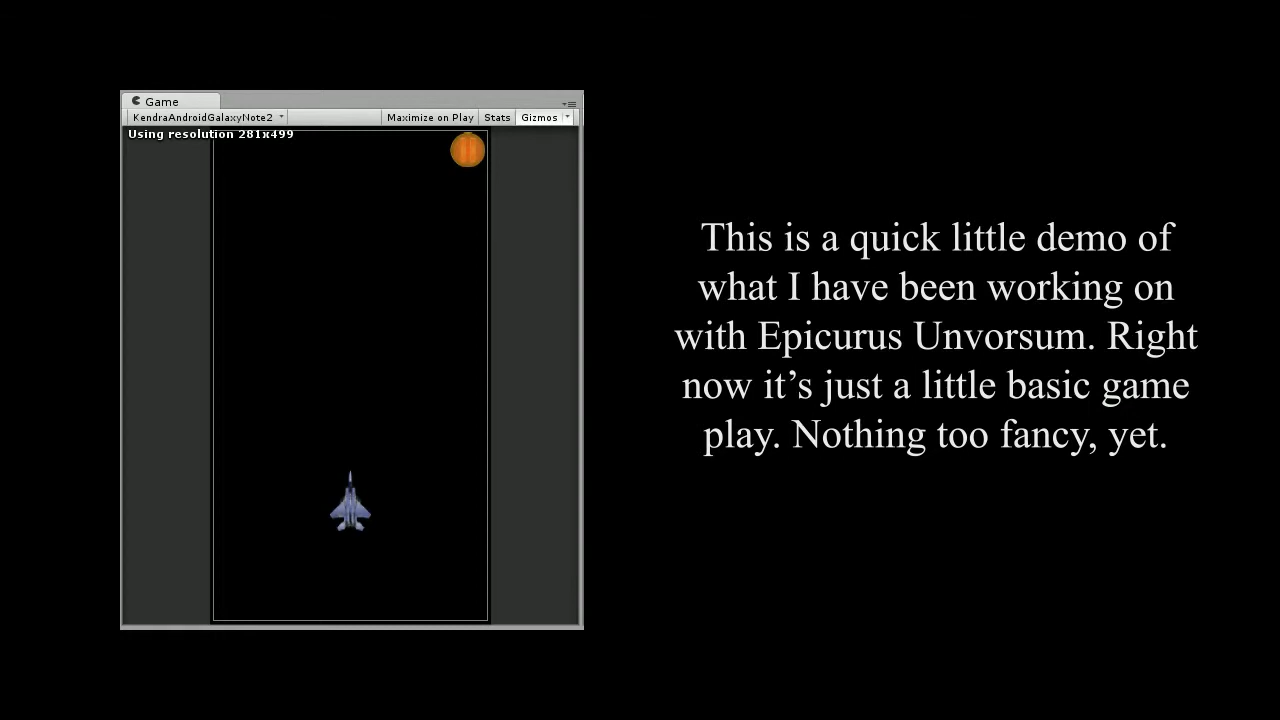 Game
KendraAndroidGalaxyNote2 Maximize on Play Stats Gizmos
Using resolution 281x499
This is a quick little demo of
what I have been working on
with Epicurus Unvorsum. Right
now it’s just a little basic game
play. Nothing too fancy, yet.